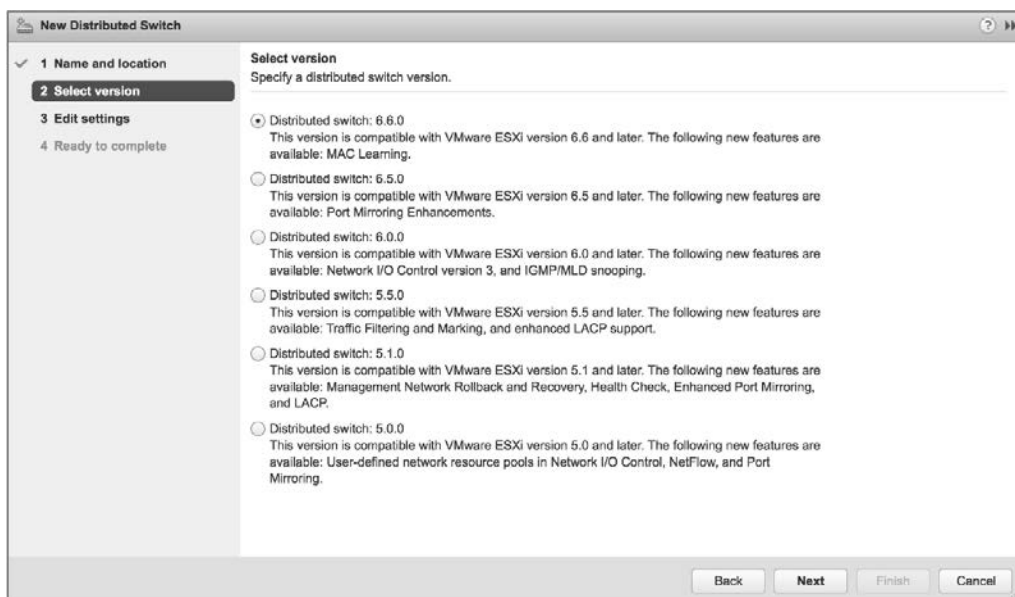 New Distributed Switch
1 Name and location
2 Select version
3 Edit settings
4 Ready to complete
Select version
Specify a distributed switch version.
Distributed switch: 6.6.0
This version is compatible with VMware ESXi version 6.6 and later. The following new features are
available: MAC Learning.
Distributed switch: 6.5.0
This version is compatible with VMware ESXi version 6.5 and later. The following new features are
available: Port Mirroring Enhancements.
Distributed switch: 6.0.0
This version is compatible with VMware ESXi version 6.0 and later. The following new features are
available: Network I/O Control version 3, and IGMP/MLD snooping.
Distributed switch: 5.5.0
This version is compatible with VMware ESXi version 5.5 and later. The following new features are
available: Traffic Filtering and Marking, and enhanced LACP support.
Distributed switch: 5.1.0
This version is compatible with VMware ESXi version 5.1 and later. The following new features are
available: Management Network Rollback and Recovery, Health Check, Enhanced Port Mirroring,
and LACP.
Distributed switch: 5.0.0
This version is compatible with VMware ESXi version 5.0 and later. The following new features are
available: User-defined network resource pools in Network I/O Control, NetFlow, and Port
Mirroring.
Back
Next
Finish
Cancel